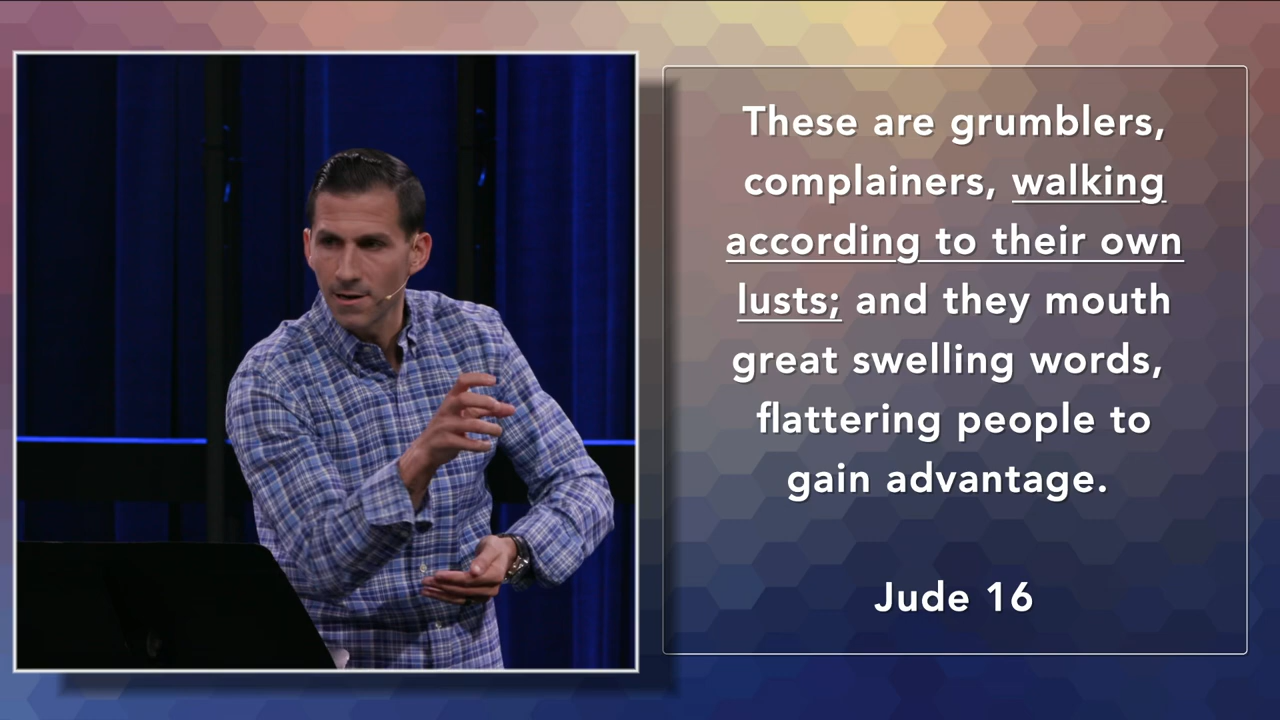 These are grumblers,
complainers, walking
according to their own
lusts; and they mouth
great swelling words,
flattering people to
gain advantage.
Jude 16